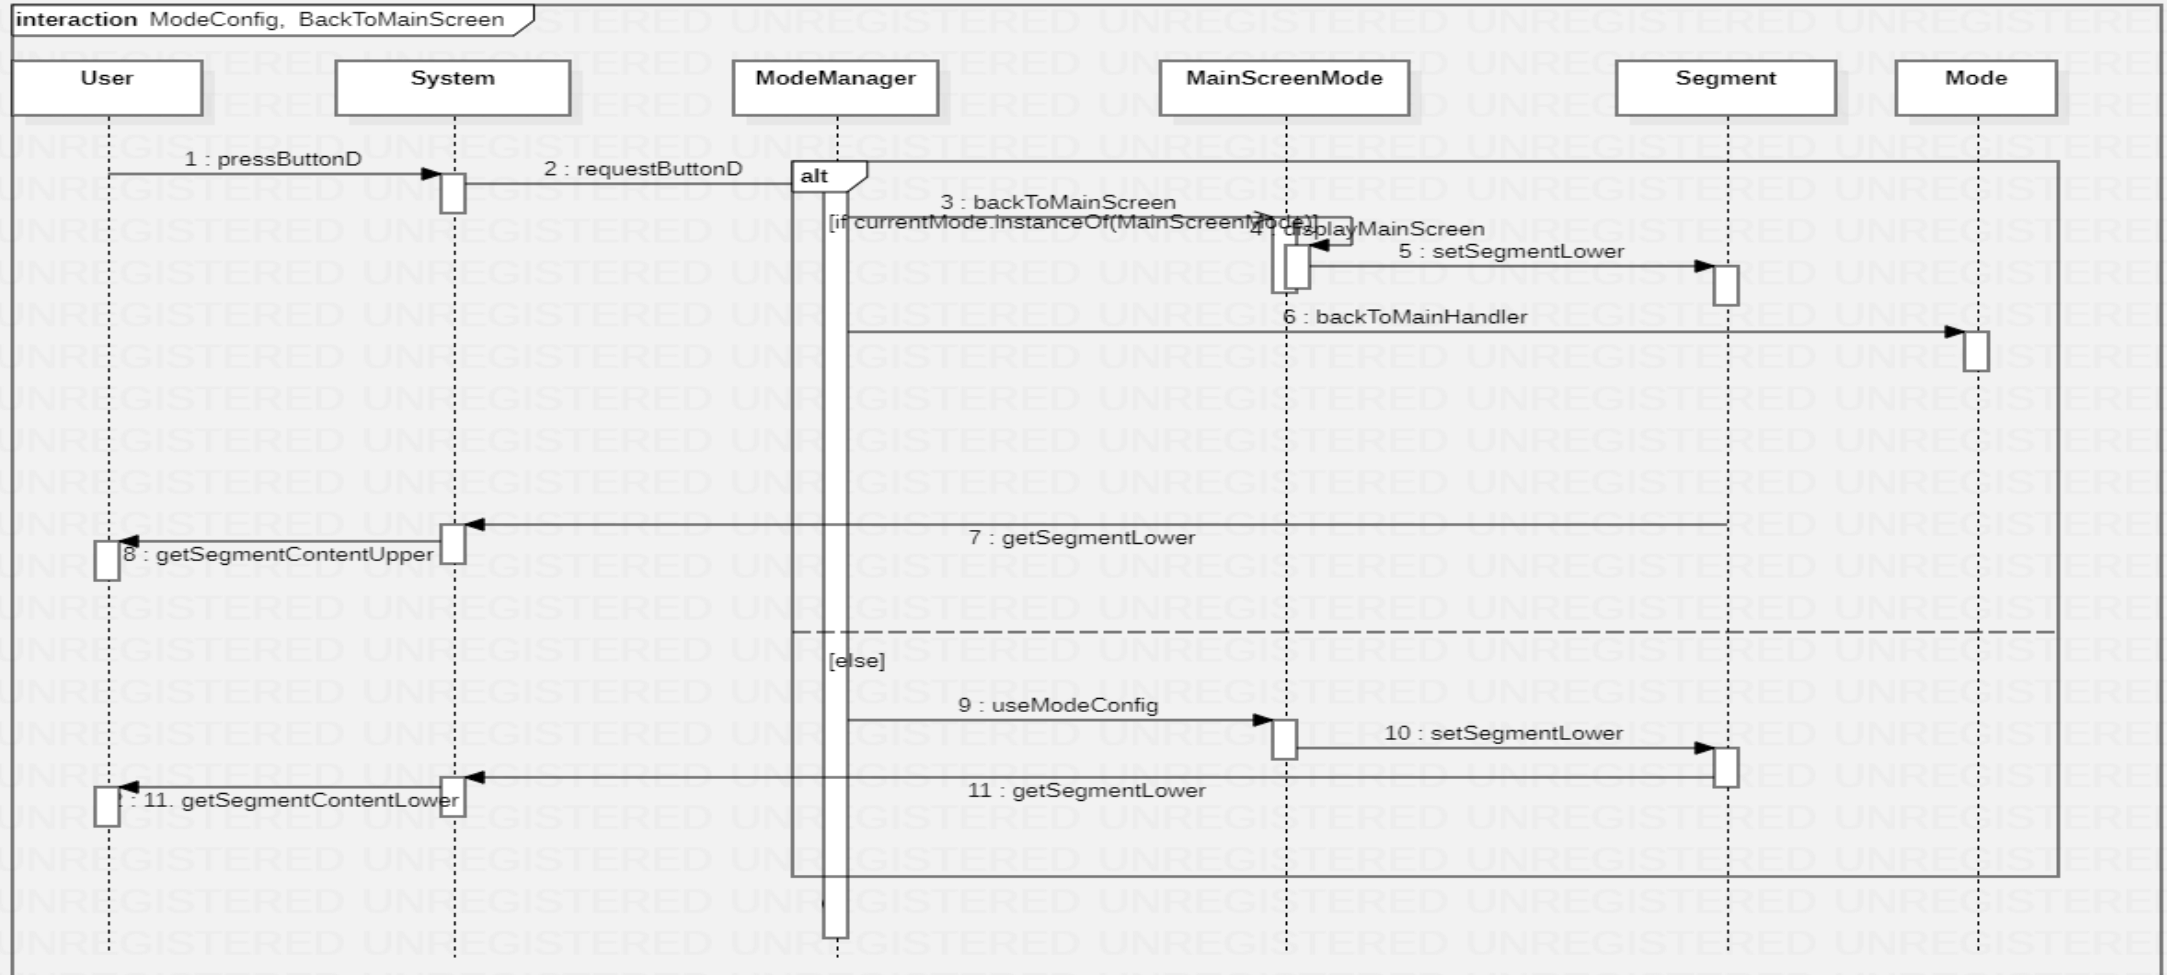 interaction ModeConfig, BackToMainScreen
User
System
ModeManager
MainScreenMode
Segment
Mode
1 : pressButtonD
2 : requestButtonD
alt
3 : backToMainScreen
[if currentMode.instanceOf(MainScreenMode)]
4 : displayMainScreen
5 : setSegmentLower
6 : backToMainHandler
7 : getSegmentLower
8 : getSegmentContentUpper
[else]
9 : useModeConfig
10 : setSegmentLower
11 : getSegmentLower
: 11. getSegmentContentLower
UNREGISTERED